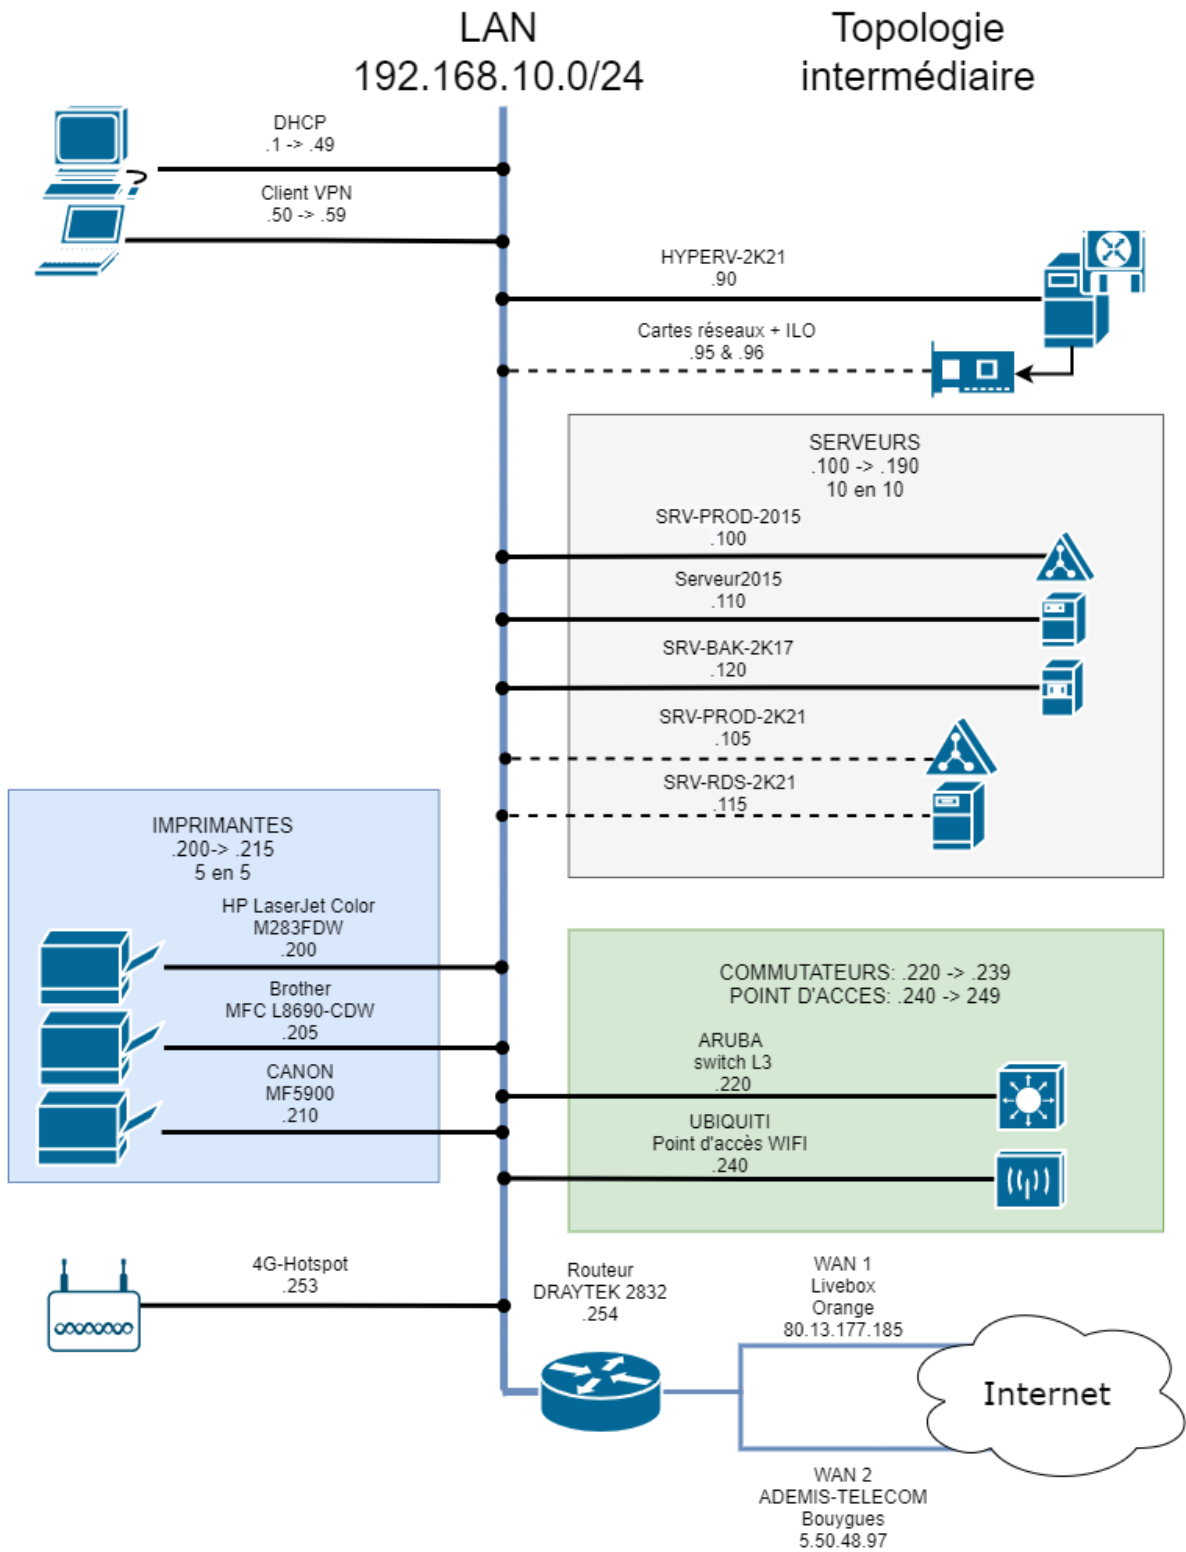 LAN
192.168.10.0/24
Topologie
intermédiaire
DHCP
.1 -> .49
Client VPN
.50 -> .59
HYPERV-2K21
.90
Cartes réseaux + ILO
.95 & .96
SERVEURS
.100 -> .190
10 en 10
SRV-PROD-2015
.100
Serveur2015
.110
SRV-BAK-2K17
.120
SRV-PROD-2K21
.105
SRV-RDS-2K21
.115
IMPRIMANTES
.200-> .215
5 en 5
HP LaserJet Color
M283FDW
.200
Brother
MFC L8690-CDW
.205
CANON
MF5900
.210
COMMUTATEURS: .220 -> .239
POINT D'ACCES: .240 -> 249
ARUBA
switch L3
.220
UBIQUITI
Point d'accès WIFI
.240
4G-Hotspot
.253
Routeur
DRAYTEK 2832
.254
WAN 1
Livebox
Orange
80.13.177.185
Internet
WAN 2
ADEMIS-TELECOM
Bouygues
5.50.48.97